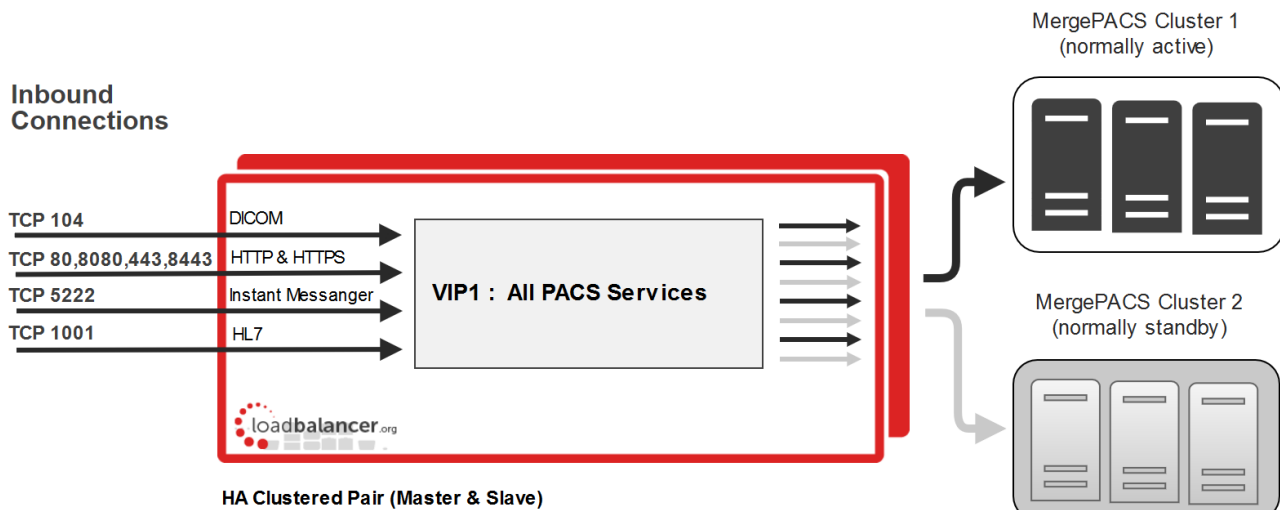 MergePACS Cluster 1
(normally active)
Inbound
Connections
TCP 104
DICOM
TCP 80,8080,443,8443
HTTP & HTTPS
TCP 5222
Instant Messanger
TCP 1001
HL7
VIP1 : All PACS Services
MergePACS Cluster 2
(normally standby)
loadbalancer.org
HA Clustered Pair (Master & Slave)